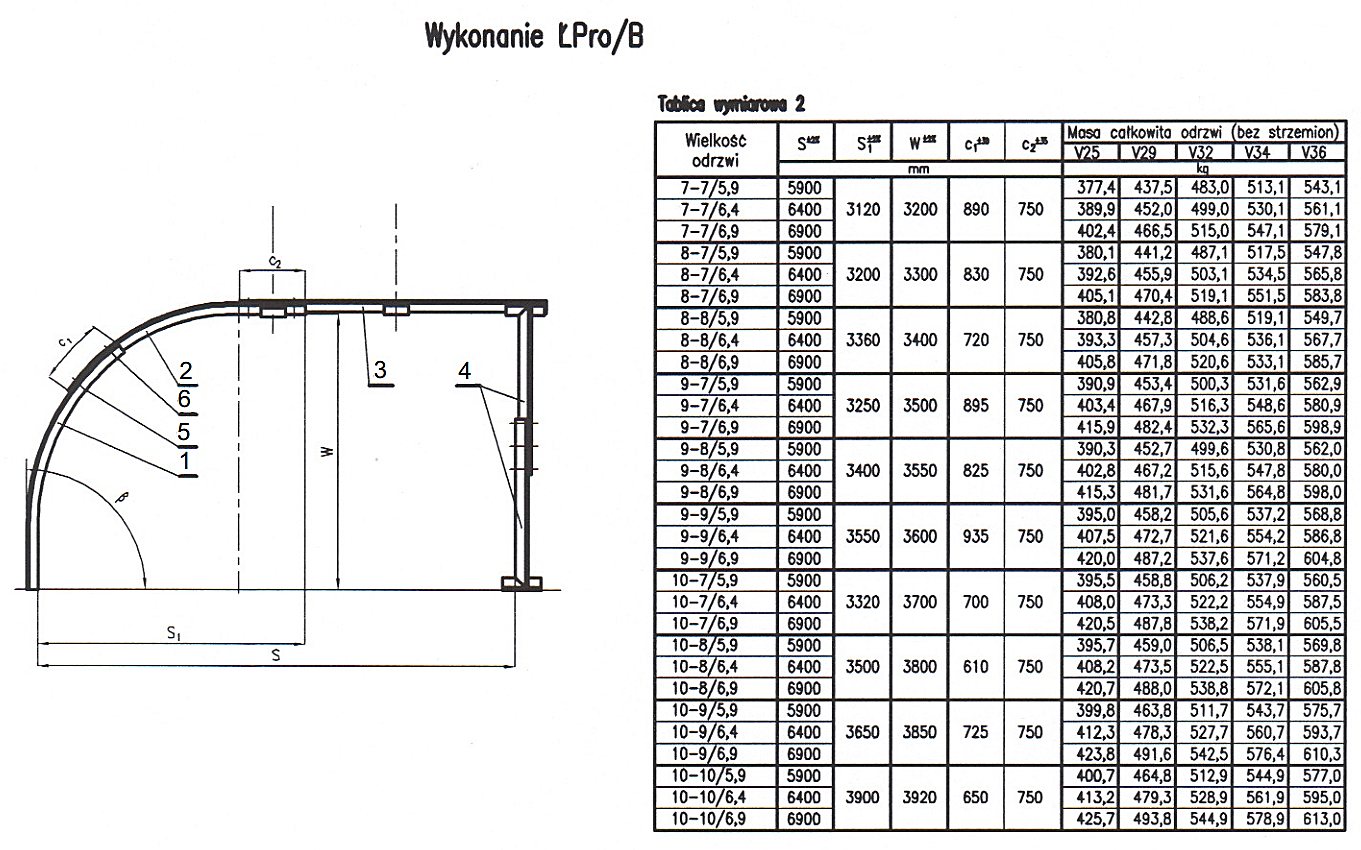 Wykonanie ŁPro/B
Tablica wymiarowa 2
Wielkość odrzwi S±2% S₁±2% W±2% c₁±30 c₂±35 Masa całkowita odrzwi (bez strzemion)
V25 V29 V32 V34 V36
mm kg
7-7/5,9 5900 377,4 437,5 483,0 513,1 543,1
7-7/6,4 6400 3120 3200 890 750 389,9 452,0 499,0 530,1 561,1
7-7/6,9 6900 402,4 466,5 515,0 547,1 579,1
8-7/5,9 5900 380,1 441,2 487,1 517,5 547,8
8-7/6,4 6400 3200 3300 830 750 392,6 455,9 503,1 534,5 565,8
8-7/6,9 6900 405,1 470,4 519,1 551,5 583,8
8-8/5,9 5900 380,8 442,8 488,6 519,1 549,7
8-8/6,4 6400 3360 3400 720 750 393,3 457,3 504,6 536,1 567,7
8-8/6,9 6900 405,8 471,8 520,6 533,1 585,7
9-7/5,9 5900 390,9 453,4 500,3 531,6 562,9
9-7/6,4 6400 3250 3500 895 750 403,4 467,9 516,3 548,6 580,9
9-7/6,9 6900 415,9 482,4 532,3 565,6 598,9
9-8/5,9 5900 390,3 452,7 499,6 530,8 562,0
9-8/6,4 6400 3400 3550 825 750 402,8 467,2 515,6 547,8 580,0
9-8/6,9 6900 415,3 481,7 531,6 564,8 598,0
9-9/5,9 5900 395,0 458,2 505,6 537,2 568,8
9-9/6,4 6400 3550 3600 935 750 407,5 472,7 521,6 554,2 586,8
9-9/6,9 6900 420,0 487,2 537,6 571,2 604,8
10-7/5,9 5900 395,5 458,8 506,2 537,9 560,5
10-7/6,4 6400 3320 3700 700 750 408,0 473,3 522,2 554,9 587,5
10-7/6,9 6900 420,5 487,8 538,2 571,9 605,5
10-8/5,9 5900 395,7 459,0 506,5 538,1 569,8
10-8/6,4 6400 3500 3800 610 750 408,2 473,5 522,5 555,1 587,8
10-8/6,9 6900 420,7 488,0 538,8 572,1 605,8
10-9/5,9 5900 399,8 463,8 511,7 543,7 575,7
10-9/6,4 6400 3650 3850 725 750 412,3 478,3 527,7 560,7 593,7
10-9/6,9 6900 423,8 491,6 542,5 576,4 610,3
10-10/5,9 5900 400,7 464,8 512,9 544,9 577,0
10-10/6,4 6400 3900 3920 650 750 413,2 479,3 528,9 561,9 595,0
10-10/6,9 6900 425,7 493,8 544,9 578,9 613,0
c₂
c₁
2
3
4
6
5
1
W
β
S₁
S